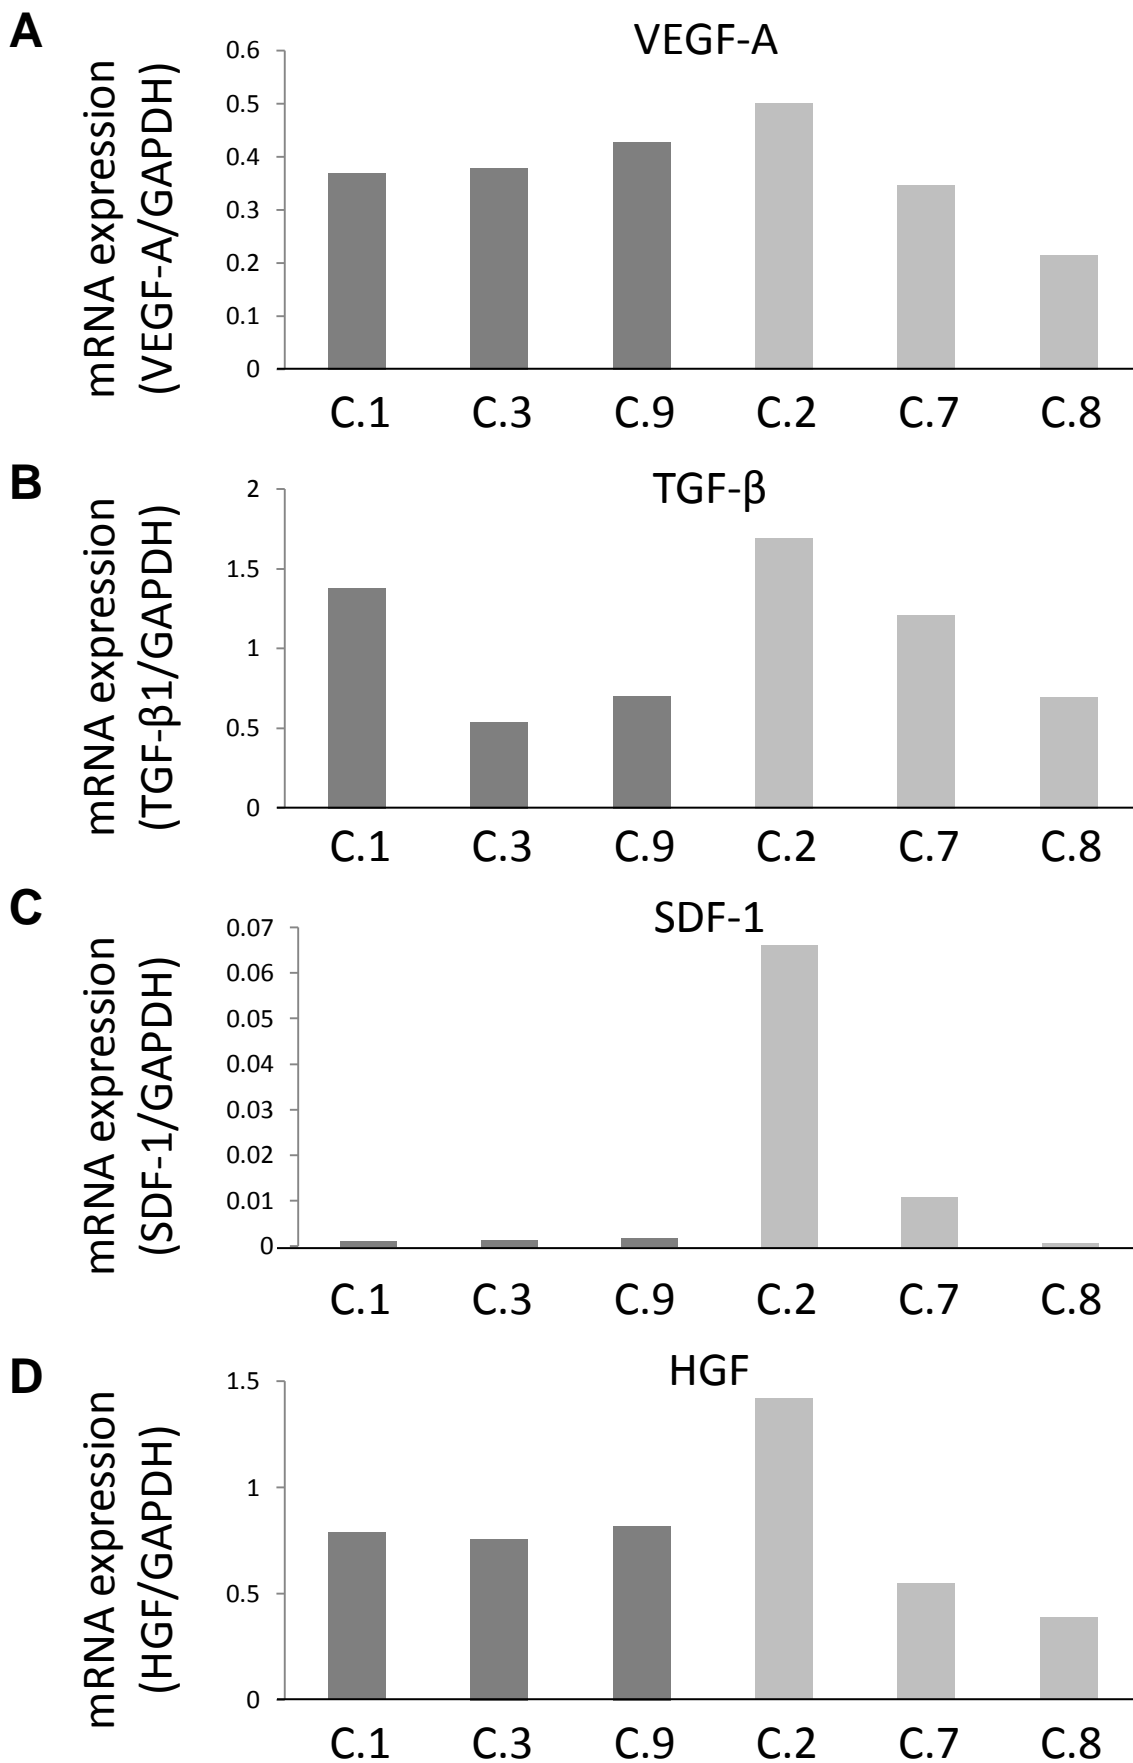 A
VEGF-A
mRNA expression
(VEGF-A/GAPDH)
0.6
0.5
0.4
0.3
0.2
0.1
0
C.1 C.3 C.9 C.2 C.7 C.8
B
TGF-β
mRNA expression
(TGF-β1/GAPDH)
2
1.5
1
0.5
0
C.1 C.3 C.9 C.2 C.7 C.8
C
SDF-1
mRNA expression
(SDF-1/GAPDH)
0.07
0.06
0.05
0.04
0.03
0.02
0.01
0
C.1 C.3 C.9 C.2 C.7 C.8
D
HGF
mRNA expression
(HGF/GAPDH)
1.5
1
0.5
0
C.1 C.3 C.9 C.2 C.7 C.8